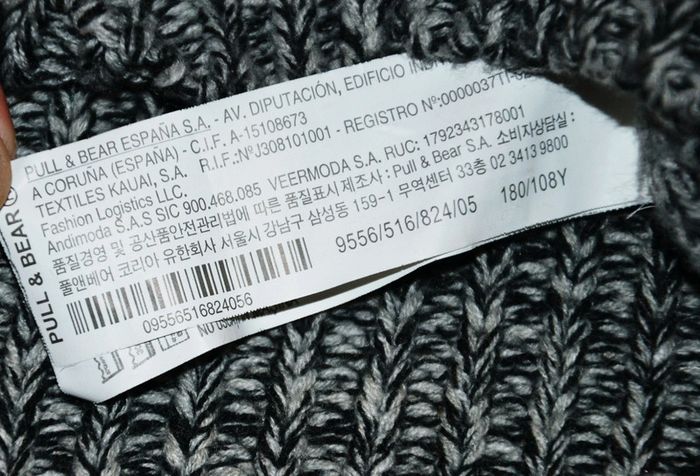 PULL & BEAR
PULL & BEAR ESPAÑA S.A. - AV. DIPUTACIÓN, EDIFICIO
A CORUÑA (ESPAÑA) - C.I.F. A-15108673
TEXTILES KAUAI, S.A. R.I.F.:NºJ308101001 - REGISTRO Nº:0000037TI-
Fashion Logistics LLC.
Andimoda S.A.S SIC 900.468.085 VEERMODA S.A. RUC: 1792343178001
품질경영 및 공산품안전관리법에 따른 품질표시제조사 : Pull & Bear S.A. 소비자상담실 :
풀앤베어 코리아 유한회사 서울시 강남구 삼성동 159-1 무역센터 33층 02 3413 9800
9556/516/824/05 180/108Y
09556516824056